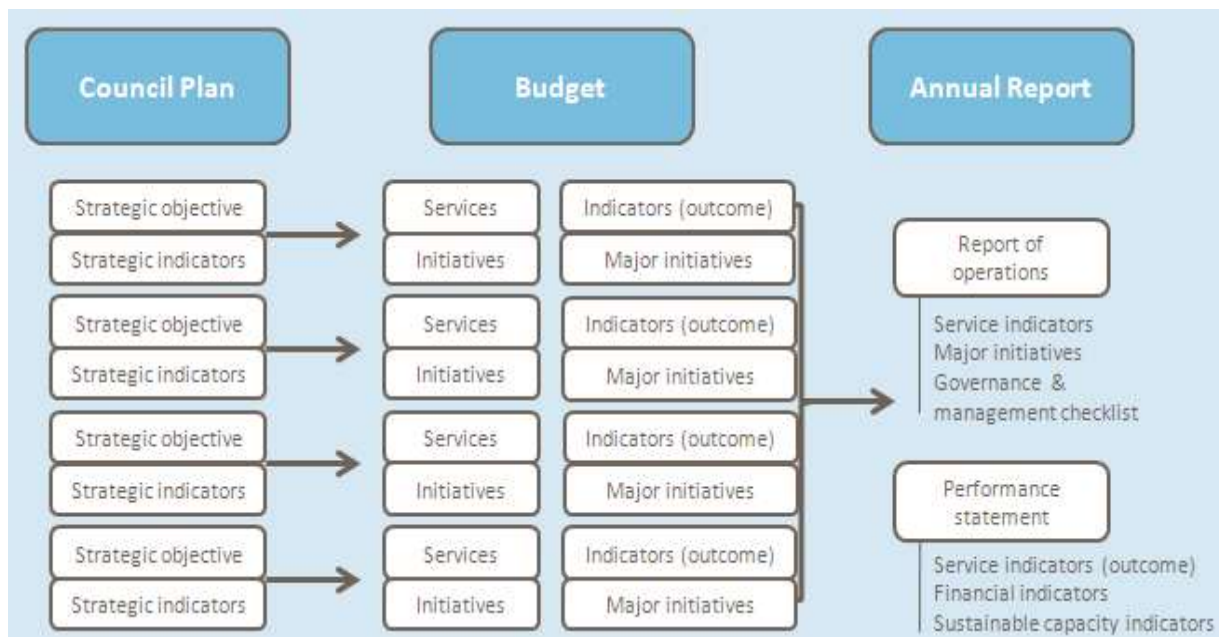 Council Plan
Budget
Annual Report
Strategic objective
Strategic indicators
Strategic objective
Strategic indicators
Strategic objective
Strategic indicators
Strategic objective
Strategic indicators
Services
Initiatives
Services
Initiatives
Services
Initiatives
Services
Initiatives
Indicators (outcome)
Major initiatives
Indicators (outcome)
Major initiatives
Indicators (outcome)
Major initiatives
Indicators (outcome)
Major initiatives
Report of
operations
Service indicators
Major initiatives
Governance &
management checklist
Performance
statement
Service indicators (outcome)
Financial indicators
Sustainable capacity indicators